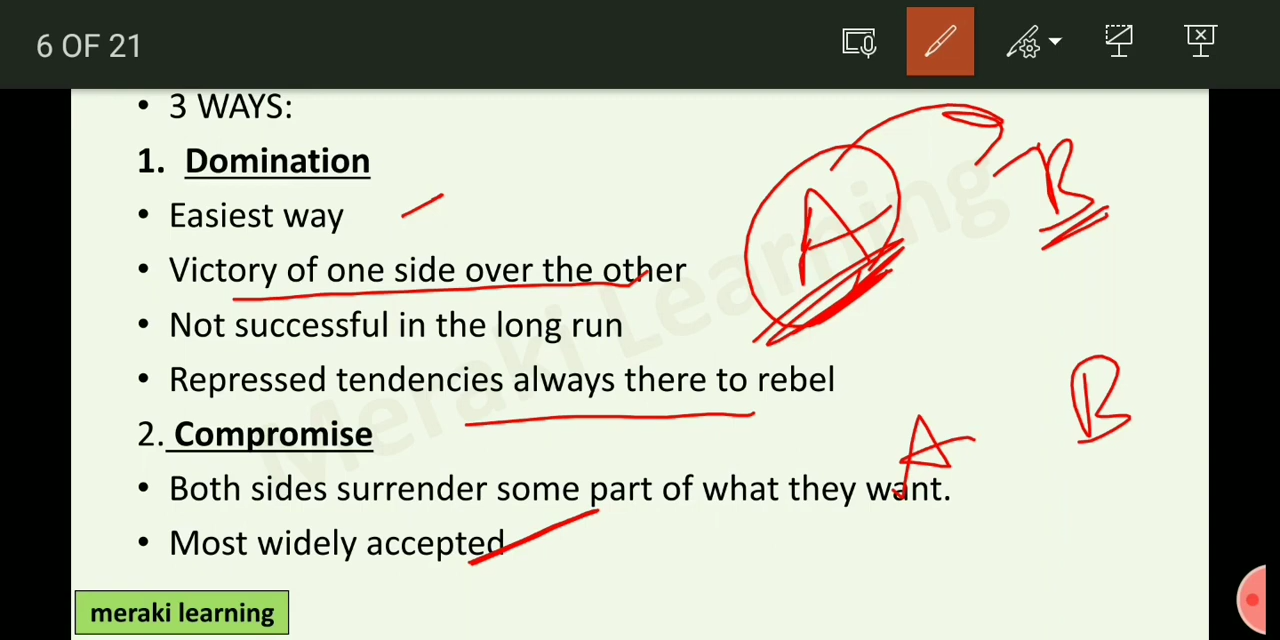 6 OF 21
• 3 WAYS:
1. Domination
• Easiest way
• Victory of one side over the other
• Not successful in the long run
• Repressed tendencies always there to rebel
2. Compromise
• Both sides surrender some part of what they want.
• Most widely accepted
A
B
A
B
Meraki Learning
meraki learning